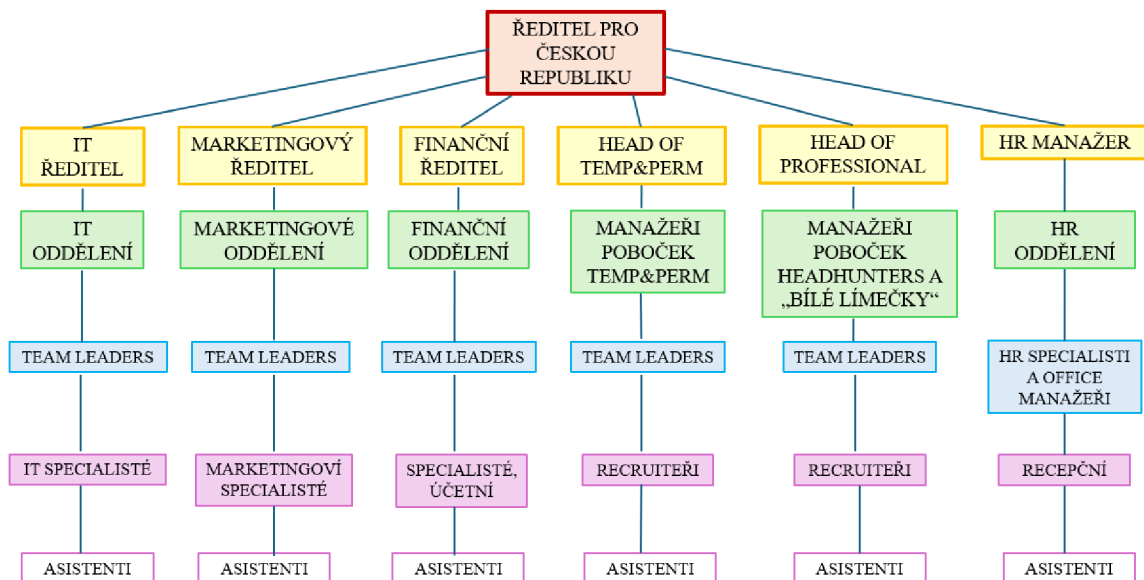 ŘEDITEL PRO
ČESKOU
REPUBLIKU
IT
ŘEDITEL
MARKETINGOVÝ
ŘEDITEL
FINANČNÍ
ŘEDITEL
HEAD OF
TEMP&PERM
HEAD OF
PROFESSIONAL
HR MANAŽER
IT
ODDĚLENÍ
MARKETINGOVÉ
ODDĚLENÍ
FINANČNÍ
ODDĚLENÍ
MANAŽEŘI
POBOČEK
TEMP&PERM
MANAŽEŘI
POBOČEK
HEADHUNTERS A
„BÍLÉ LÍMEČKY“
HR
ODDĚLENÍ
TEAM LEADERS
TEAM LEADERS
TEAM LEADERS
TEAM LEADERS
TEAM LEADERS
HR SPECIALISTI
A OFFICE
MANAŽEŘI
IT SPECIALISTÉ
MARKETINGOVÍ
SPECIALISTÉ
SPECIALISTÉ,
ÚČETNÍ
RECRUITEŘI
RECRUITEŘI
RECEPČNÍ
ASISTENTI
ASISTENTI
ASISTENTI
ASISTENTI
ASISTENTI
ASISTENTI